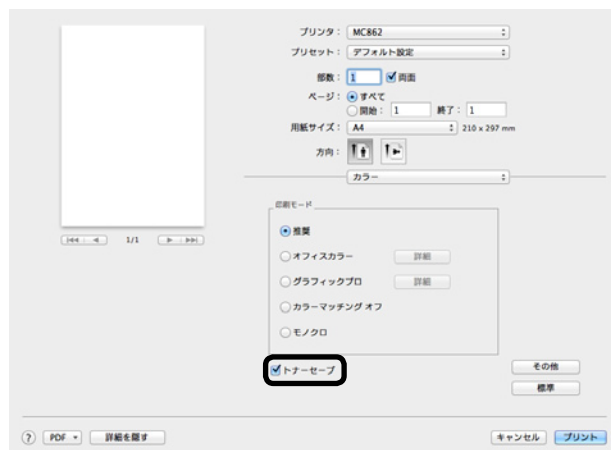 プリンタ： MC862
プリセット： デフォルト設定
部数： 1 両面
ページ： すべて
開始： 1 終了： 1
用紙サイズ： A4 210 x 297 mm
方向：
カラー
印刷モード
推奨
オフィスカラー 詳細
グラフィックプロ 詳細
カラーマッチング オフ
モノクロ
1/1
トナーセーブ
その他
標準
? PDF 詳細を隠す キャンセル プリント